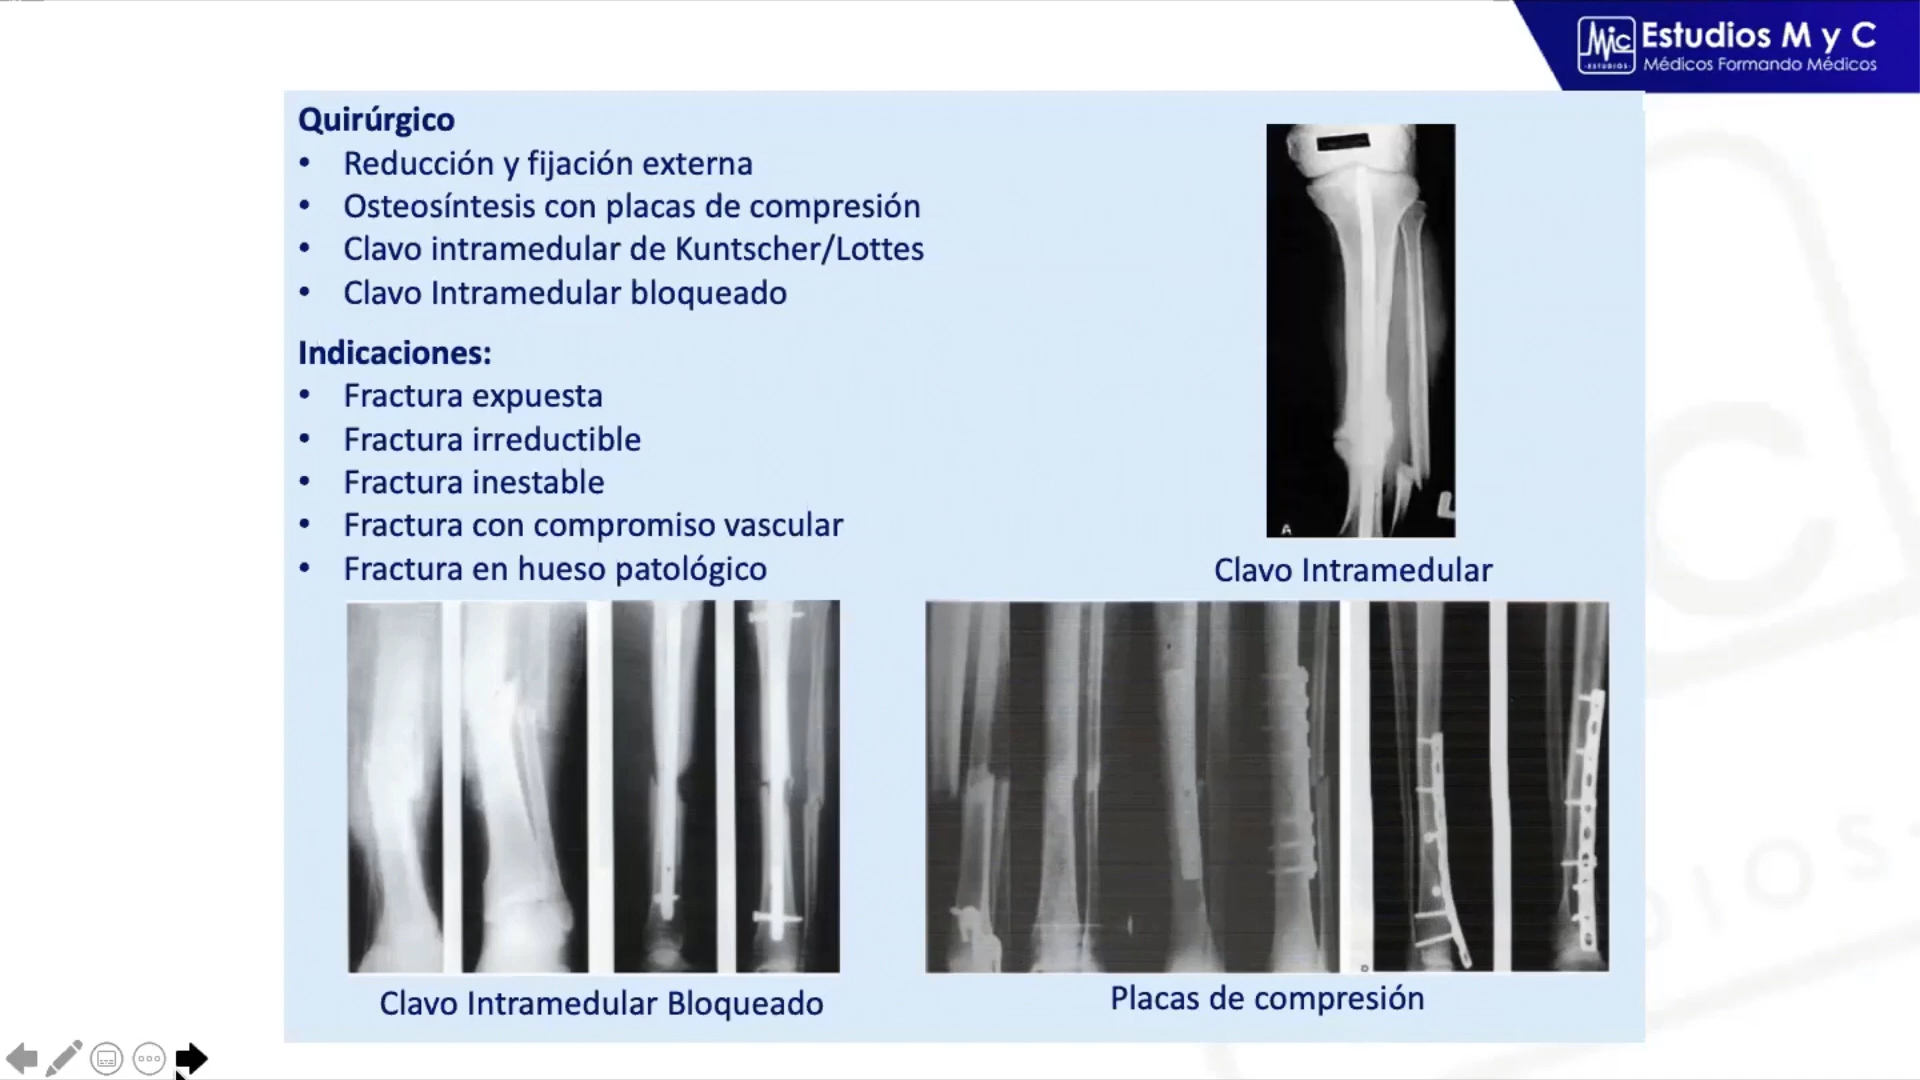 Estudios M y C
Médicos Formando Médicos
MyC
·ESTUDIOS·
Quirúrgico
• Reducción y fijación externa
• Osteosíntesis con placas de compresión
• Clavo intramedular de Kuntscher/Lottes
• Clavo Intramedular bloqueado
Indicaciones:
• Fractura expuesta
• Fractura irreductible
• Fractura inestable
• Fractura con compromiso vascular
• Fractura en hueso patológico
A
L
Clavo Intramedular
D
Clavo Intramedular Bloqueado
Placas de compresión